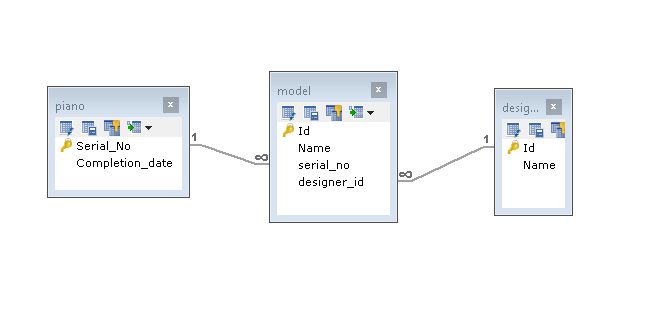 piano
Serial_No
Completion_date
1
∞
model
Id
Name
serial_no
designer_id
∞
1
desig...
Id
Name